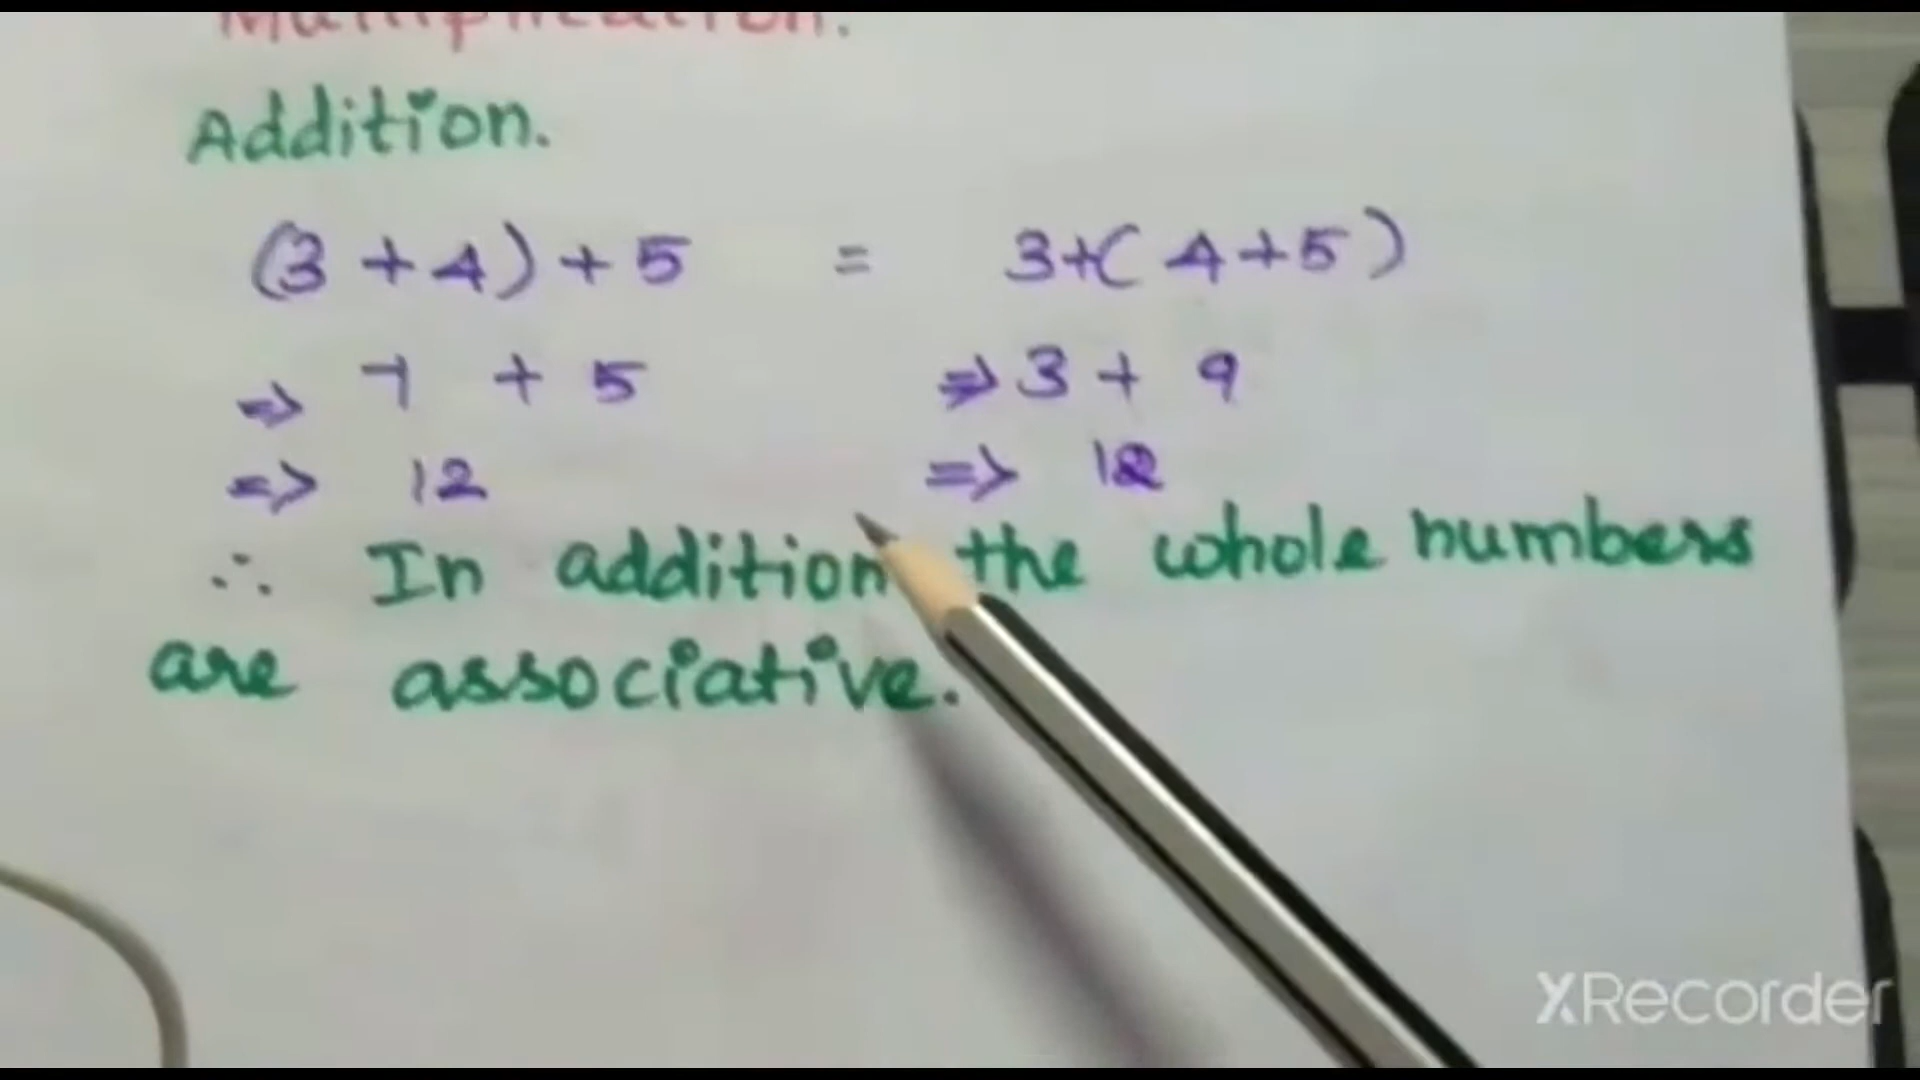 Multiplication.
Addition.
(3 + 4) + 5 = 3+( 4+5 )
⇒ 7 + 5 ⇒ 3 + 9
⇒ 12 ⇒ 12
∴ In addition the whole numbers
are associative.
XRecorder